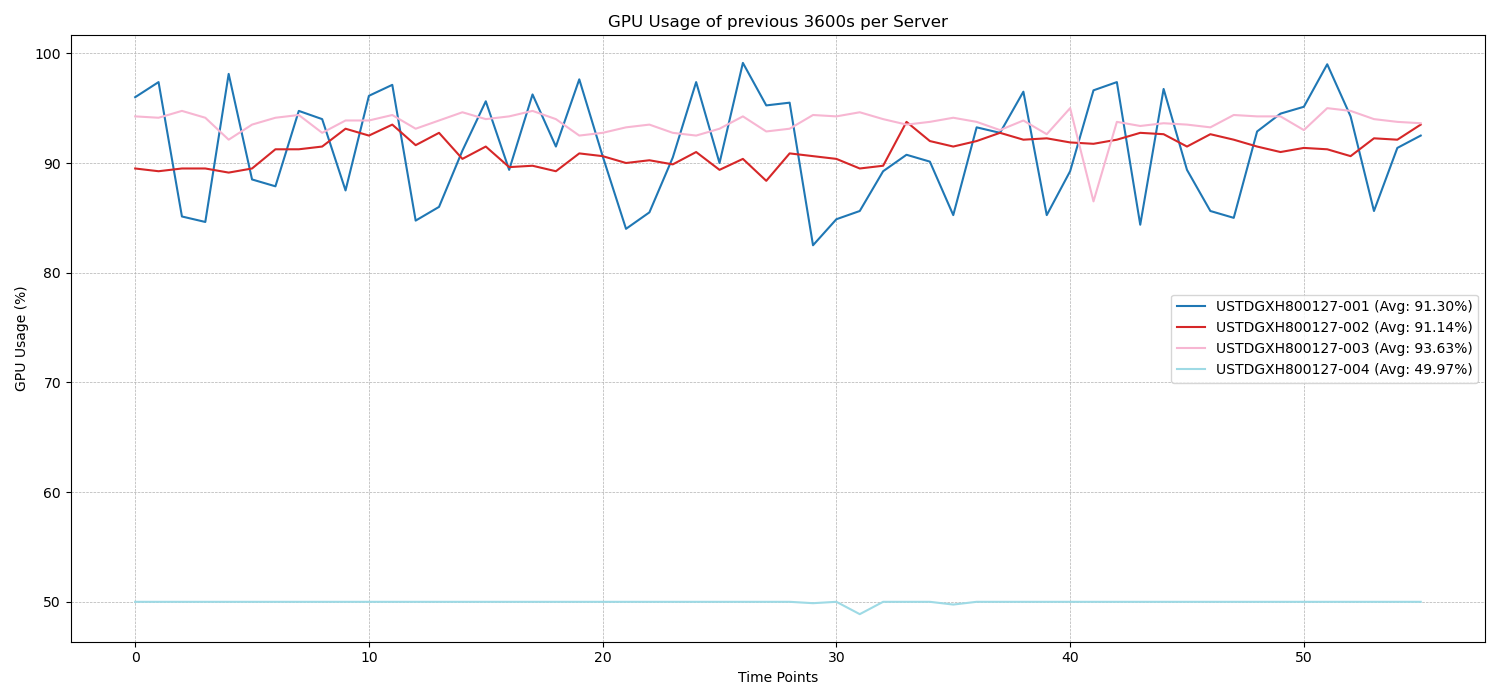 GPU Usage of previous 3600s per Server
GPU Usage (%)
100
90
80
70
60
50
USTDGXH800127-001 (Avg: 91.30%)
USTDGXH800127-002 (Avg: 91.14%)
USTDGXH800127-003 (Avg: 93.63%)
USTDGXH800127-004 (Avg: 49.97%)
0 10 20 30 40 50
Time Points